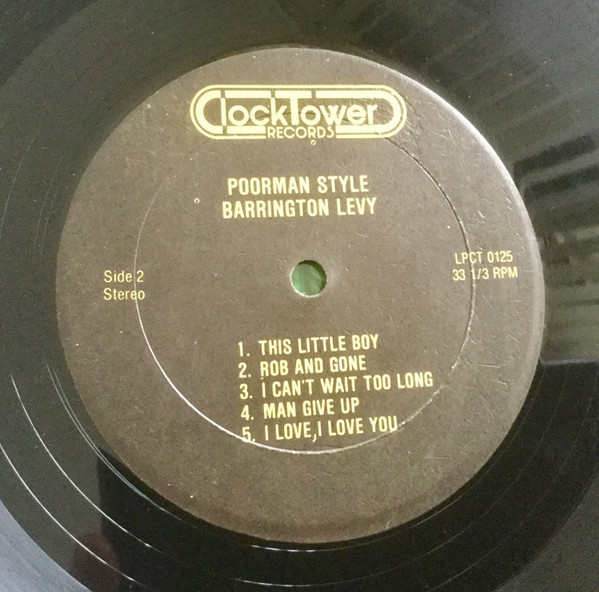 ClockTower
RECORDS
POORMAN STYLE
BARRINGTON LEVY
Side 2
Stereo
LPCT 0125
33 1/3 RPM
1. THIS LITTLE BOY
2. ROB AND GONE
3. I CAN'T WAIT TOO LONG
4. MAN GIVE UP
5. I LOVE,I LOVE YOU